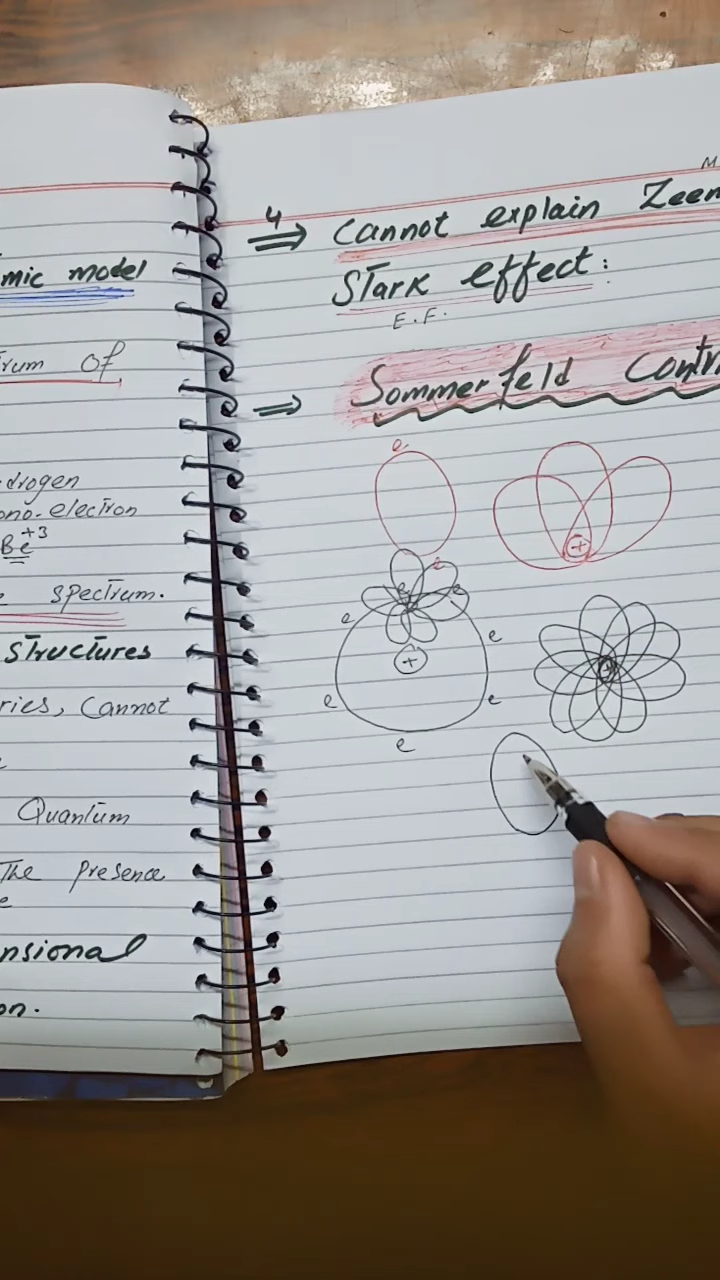 mic model
rum of
drogen
ono-electron
Be+3
spectrum.
structures
ries, cannot
Quantum
The presence
nsional
on.
4 ⇒ Cannot explain Zeem
Stark effect:
E.F.
⇒ Sommerfeld Contr
e
+
e
e
e
e
+
e
e
e
+